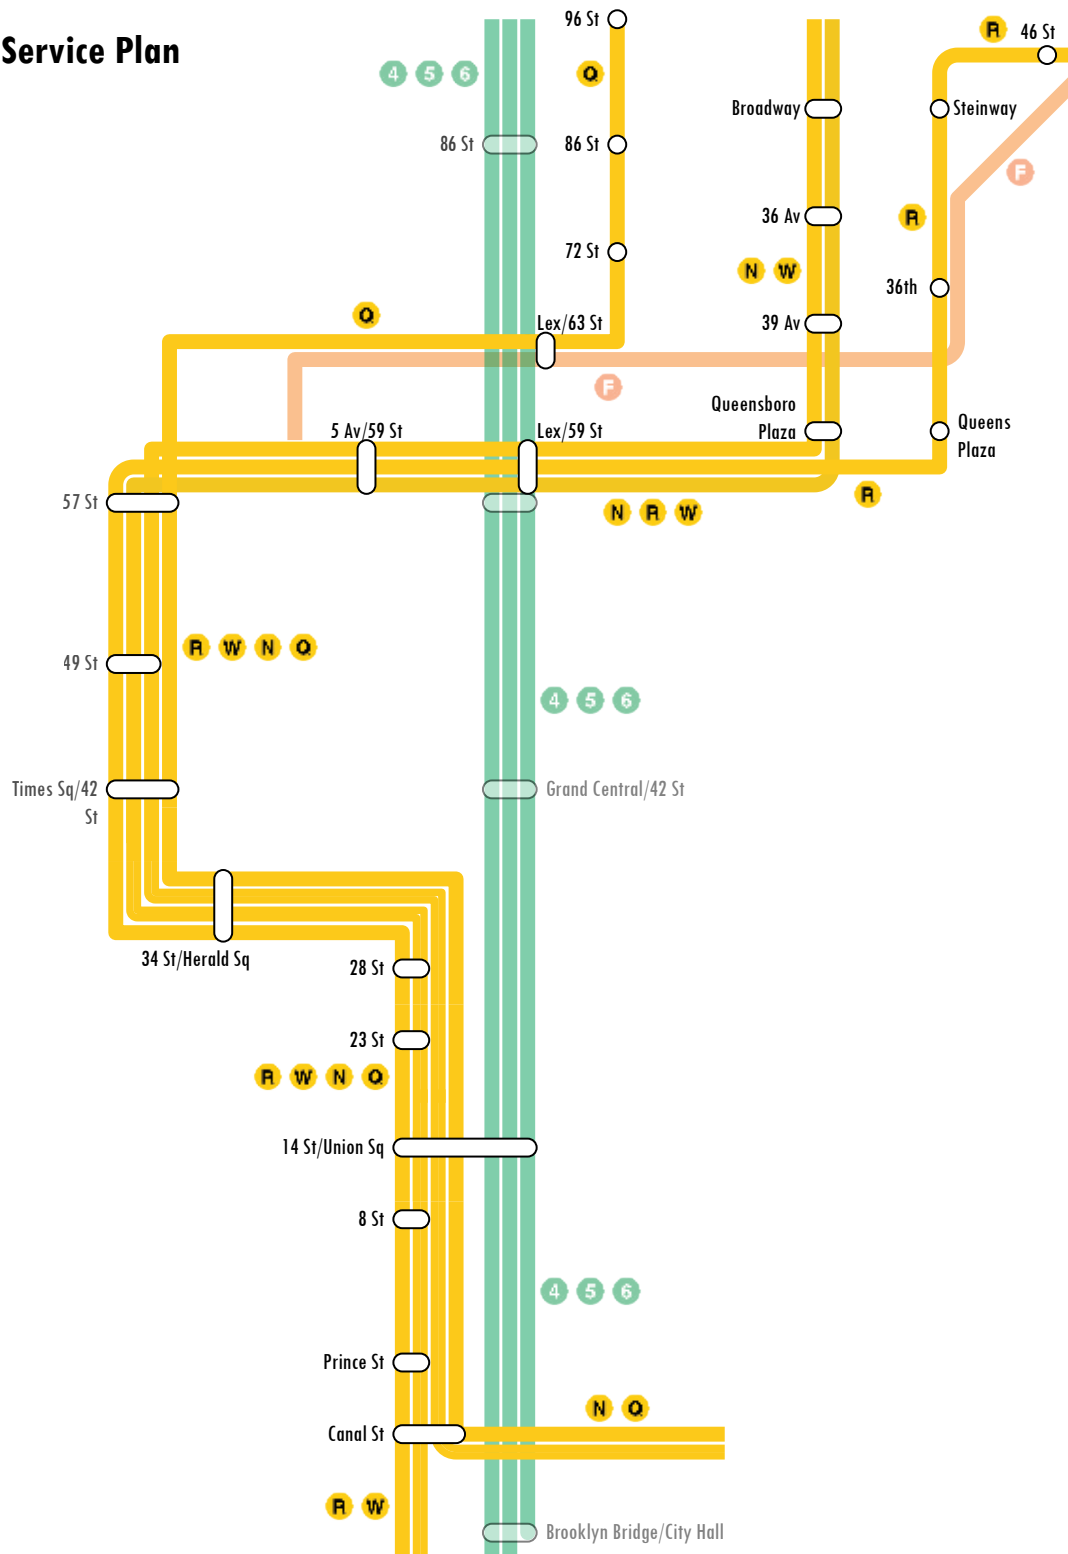 96 St
R
46 St
Service Plan
4 5 6
Q
Broadway
Steinway
86 St
86 St
F
36 Av
R
72 St
N W
36th
Q
Lex/63 St
39 Av
F
Queensboro
Plaza
5 Av/59 St
Lex/59 St
Queens
Plaza
57 St
N R W
R
R W N Q
49 St
4 5 6
Times Sq/42
St
Grand Central/42 St
34 St/Herald Sq
28 St
23 St
R W N Q
14 St/Union Sq
8 St
4 5 6
Prince St
N Q
Canal St
R W
Brooklyn Bridge/City Hall